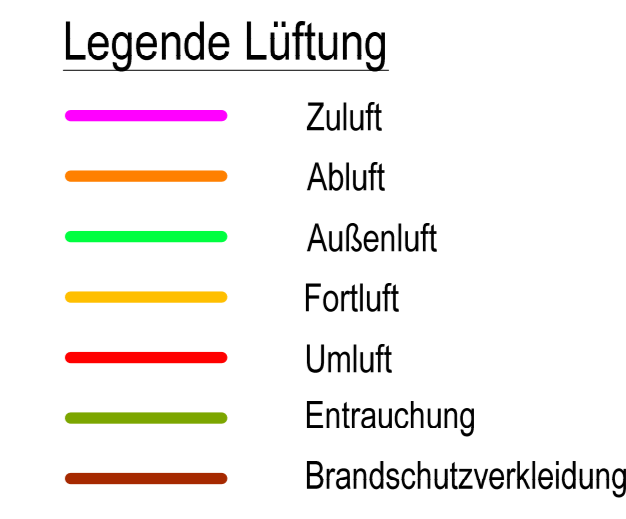 Legende Lüftung
Zuluft
Abluft
Außenluft
Fortluft
Umluft
Entrauchung
Brandschutzverkleidung